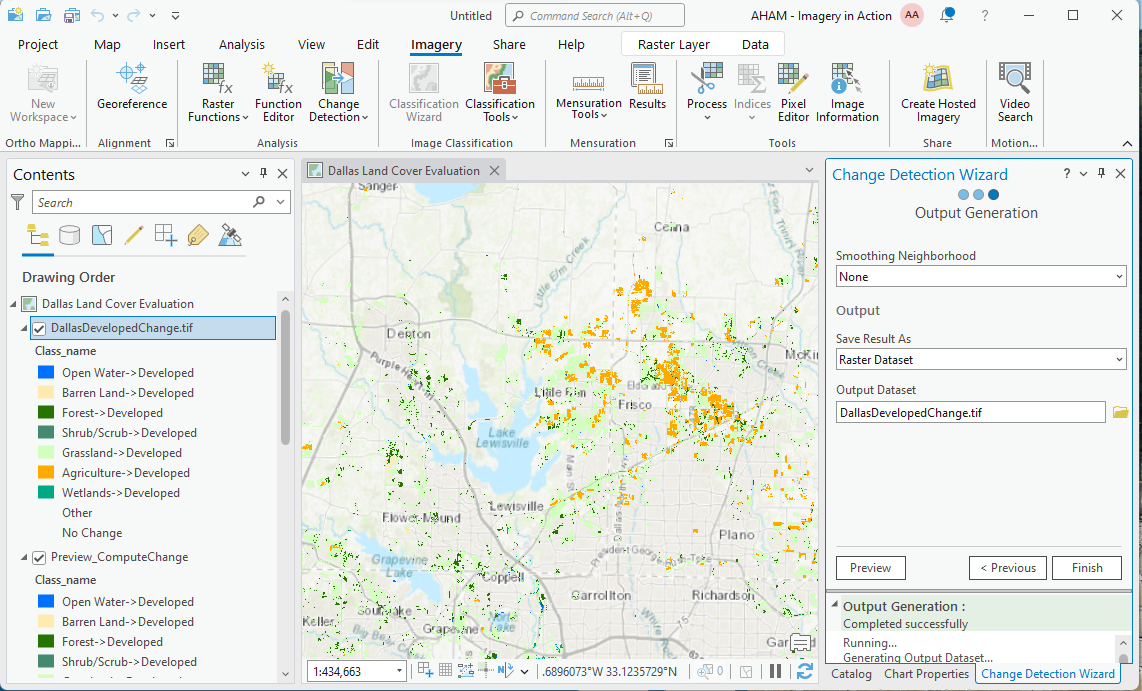 Untitled
Command Search (Alt+Q)
AHAM - Imagery in Action
AA
?
Project
Map
Insert
Analysis
View
Edit
Imagery
Share
Help
Raster Layer
Data
New
Workspace
Georeference
Raster
Functions
Function
Editor
Change
Detection
Classification
Wizard
Classification
Tools
Mensuration
Tools
Results
Process
Indices
Pixel
Editor
Image
Information
Create Hosted
Imagery
Video
Search
Ortho Mappi...
Alignment
Analysis
Image Classification
Mensuration
Tools
Share
Motion...
Contents
Search
Drawing Order
Dallas Land Cover Evaluation
DallasDevelopedChange.tif
Class_name
Open Water->Developed
Barren Land->Developed
Forest->Developed
Shrub/Scrub->Developed
Grassland->Developed
Agriculture->Developed
Wetlands->Developed
Other
No Change
Preview_ComputeChange
Class_name
Open Water->Developed
Barren Land->Developed
Forest->Developed
Shrub/Scrub->Developed
Dallas Land Cover Evaluation
Sanger
Celina
Little Elm Creek
Denton
McKin
Little Elm
Frisco
Lake
Lewisville
Main St
Lewisville
Flower Mound
Plano
Grapevine
Lake
Coppell
Carrollton
Richardson
Southlake
Keller
Grapevine
North
Lake
1:434,663
.6896073°W 33.1235729°N
0
Change Detection Wizard
?
Output Generation
Smoothing Neighborhood
None
Output
Save Result As
Raster Dataset
Output Dataset
DallasDevelopedChange.tif
Preview
< Previous
Finish
Output Generation :
Completed successfully
Running...
Generating Output Dataset...
Catalog
Chart Properties
Change Detection Wizard